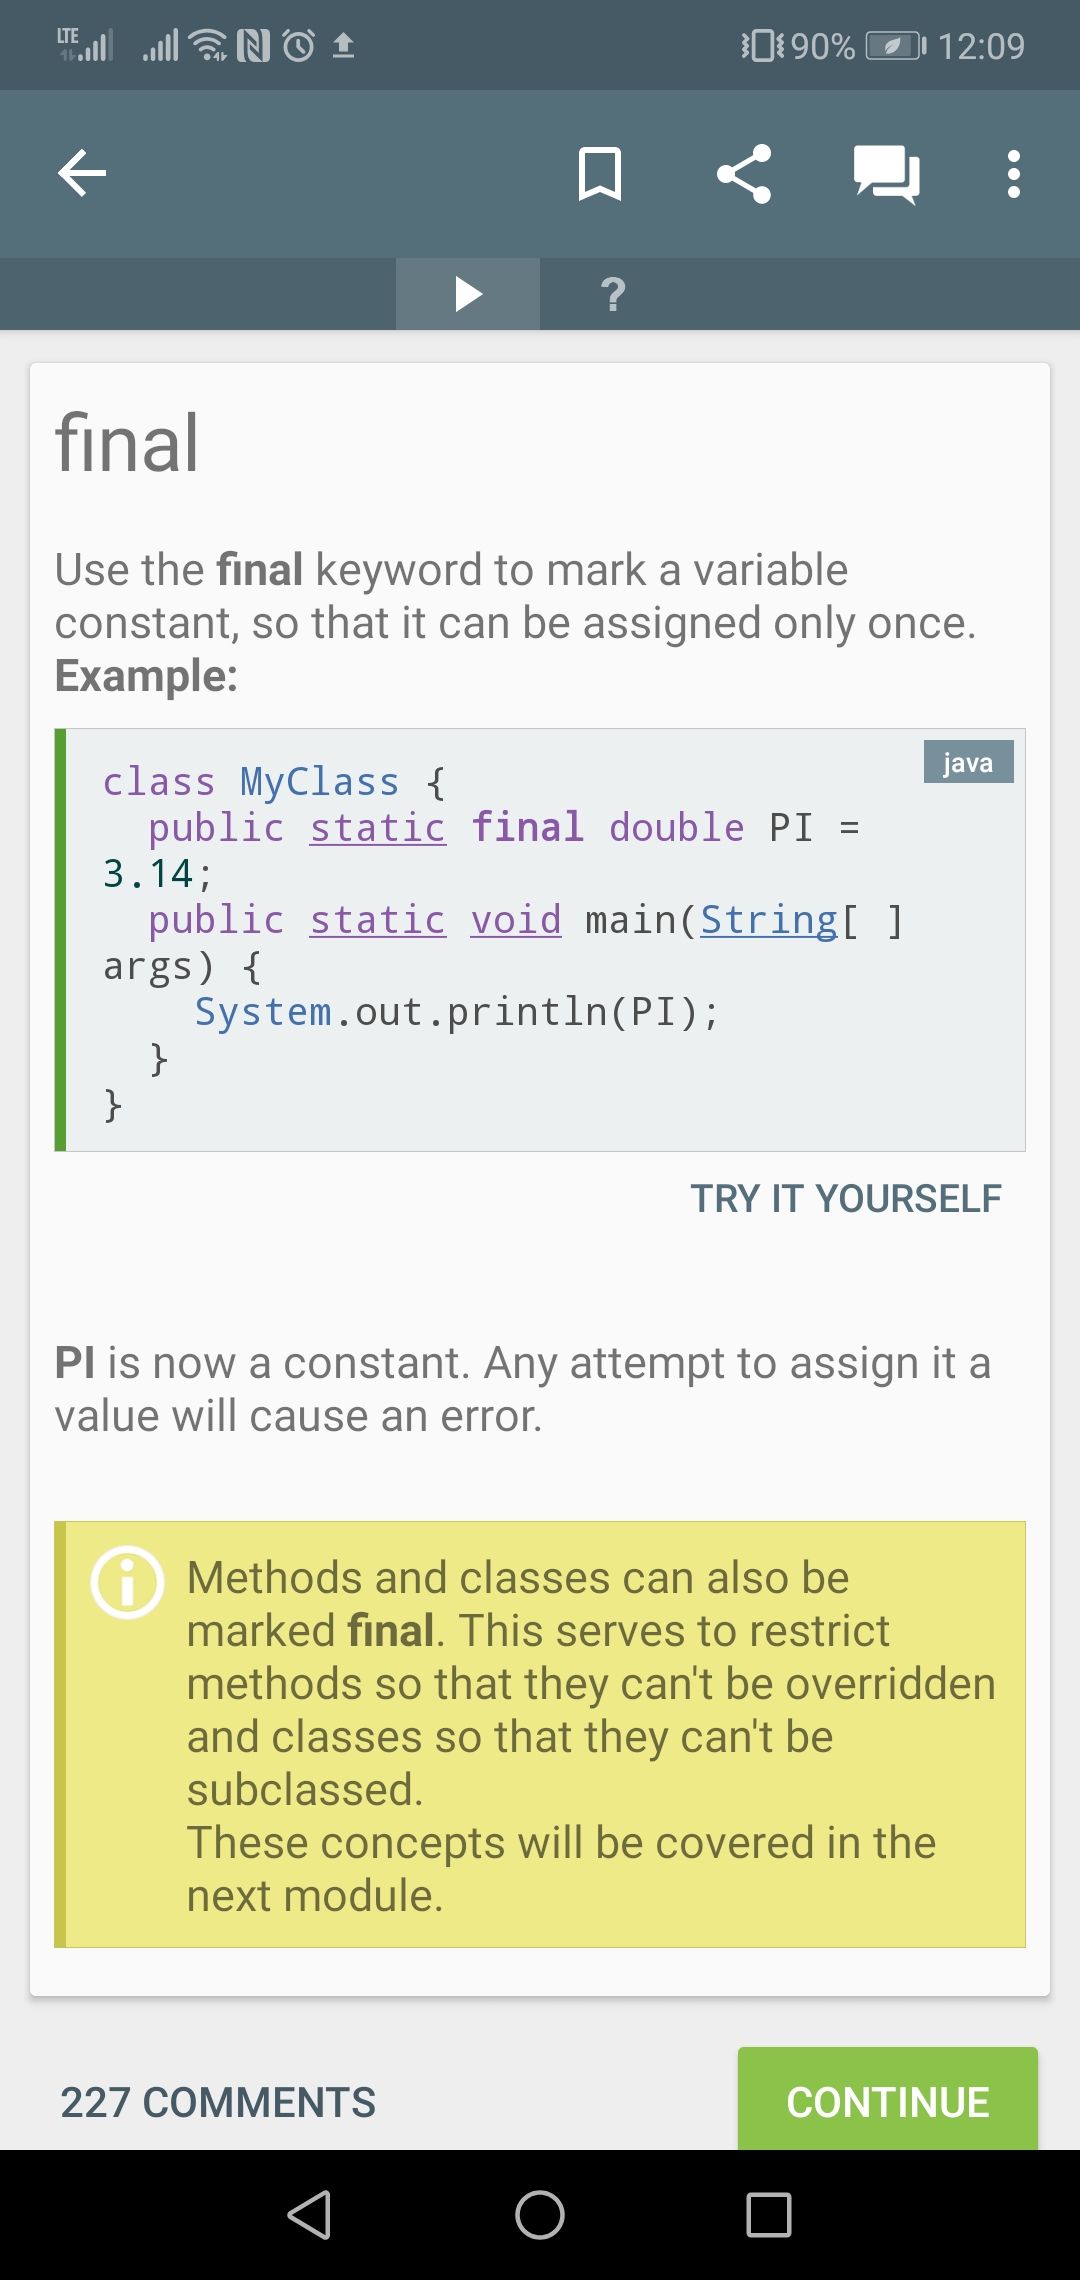 LTE 90% 12:09
?
final
Use the final keyword to mark a variable
constant, so that it can be assigned only once.
Example:
java
class MyClass {
  public static final double PI =
3.14;
  public static void main(String[ ]
args) {
    System.out.println(PI);
  }
}
TRY IT YOURSELF
PI is now a constant. Any attempt to assign it a
value will cause an error.
Methods and classes can also be
marked final. This serves to restrict
methods so that they can't be overridden
and classes so that they can't be
subclassed.
These concepts will be covered in the
next module.
227 COMMENTS
CONTINUE